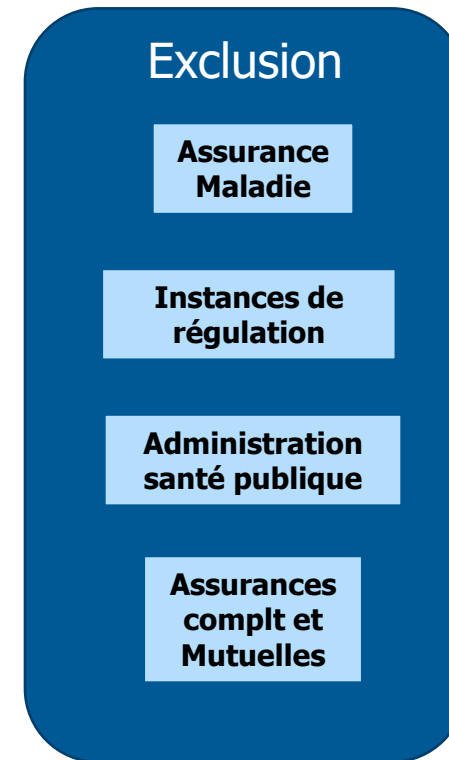 Exclusion
Assurance
Maladie
Instances de
régulation
Administration
santé publique
Assurances
complt et
Mutuelles